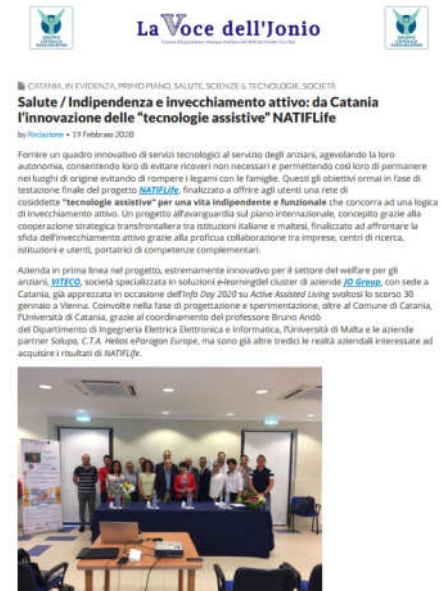 La Voce dell'Jonio
CATANIA, IN EVIDENZA, PRIMO PIANO, SALUTE, SCIENZE & TECNOLOGIE, SOCIETÀ
Salute / Indipendenza e invecchiamento attivo: da Catania
l'innovazione delle "tecnologie assistive" NATIFLife
by Redazione • 19 Febbraio 2020
Fornire un quadro innovativo di servizi tecnologici al servizio degli anziani, agevolando la loro
autonomia, consentendo loro di evitare ricoveri non necessari e permettendo così loro di permanere
nei luoghi di origine evitando di rompere i legami con le famiglie. Questi gli obiettivi ormai in fase di
testazione finale del progetto NATIFLife, finalizzato a offrire agli utenti una rete di
cosiddette "tecnologie assistive" per una vita indipendente e funzionale che concorra ad una logica
di invecchiamento attivo. Un progetto all'avanguardia sul piano internazionale, concepito grazie alla
cooperazione strategica transfrontaliera tra istituzioni italiane e maltesi, finalizzato ad affrontare la
sfida dell'invecchiamento attivo grazie alla proficua collaborazione tra imprese, centri di ricerca,
istituzioni e utenti, portatrici di competenze complementari.
Azienda in prima linea nel progetto, estremamente innovativo per il settore del welfare per gli
anziani, VITECO, società specializzata in soluzioni e-learningdel cluster di aziende JO Group, con sede a
Catania, già apprezzata in occasione dell'Info Day 2020 su Active Assisted Living svoltosi lo scorso 30
gennaio a Vienna. Coinvolte nella fase di progettazione e sperimentazione, oltre al Comune di Catania,
l'Università di Catania, grazie al coordinamento del professore Bruno Andò
del Dipartimento di Ingegneria Elettrica Elettronica e Informatica, l'Università di Malta e le aziende
partner Salupo, C.T.A. Helios eParagon Europe, ma sono già altre tredici le realtà aziendali interessate ad
acquisire i risultati di NATIFLife.